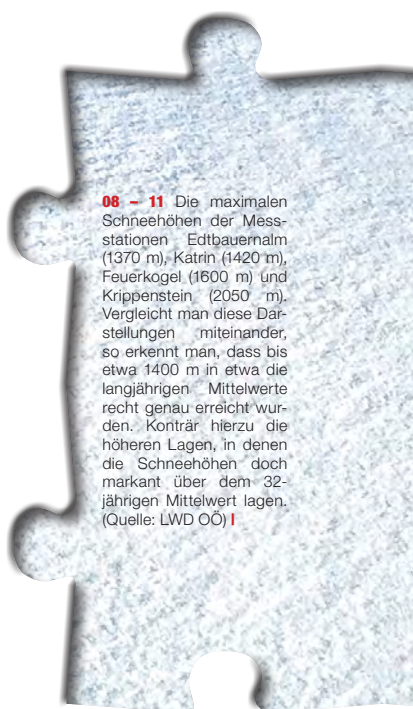 08 – 11 Die maximalen
Schneehöhen der Mess-
stationen Edtbauernalm
(1370 m), Katrin (1420 m),
Feuerkogel (1600 m) und
Krippenstein (2050 m).
Vergleicht man diese Dar-
stellungen miteinander,
so erkennt man, dass bis
etwa 1400 m in etwa die
langjährigen Mittelwerte
recht genau erreicht wur-
den. Konträr hierzu die
höheren Lagen, in denen
die Schneehöhen doch
markant über dem 32-
jährigen Mittelwert lagen.
(Quelle: LWD OÖ) I